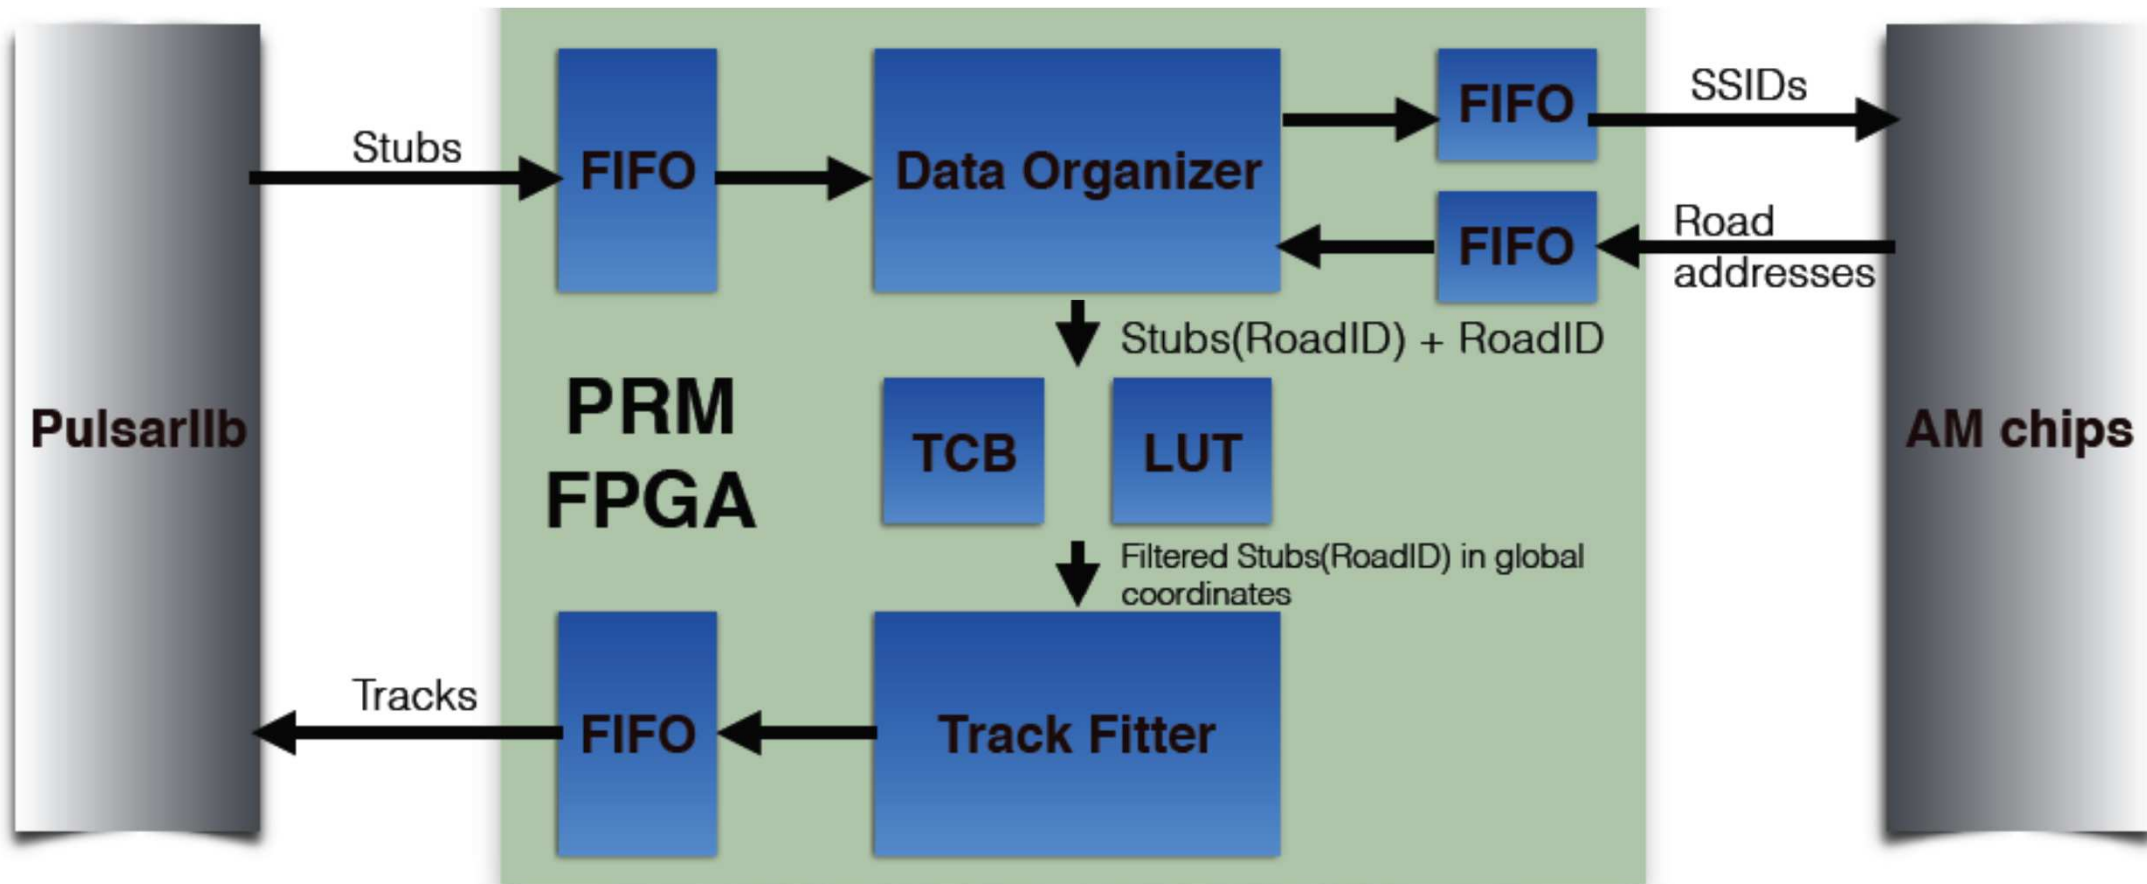 Stubs
FIFO
Data Organizer
FIFO
SSIDs
FIFO
Road
addresses
Stubs(RoadID) + RoadID
PulsarIIb
PRM
FPGA
TCB
LUT
AM chips
Filtered Stubs(RoadID) in global
coordinates
Tracks
FIFO
Track Fitter